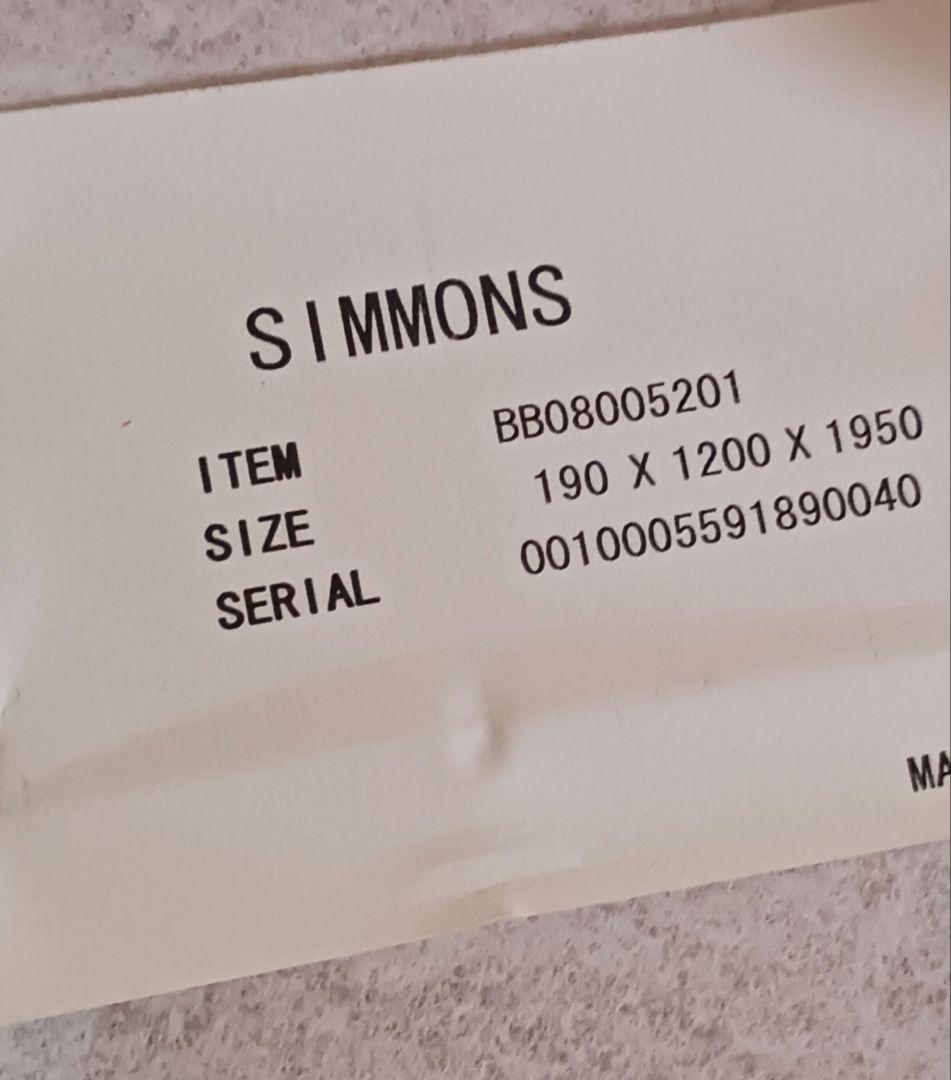 SIMMONS
ITEM BB08005201
SIZE 190 X 1200 X 1950
SERIAL 0010005591890040
MA